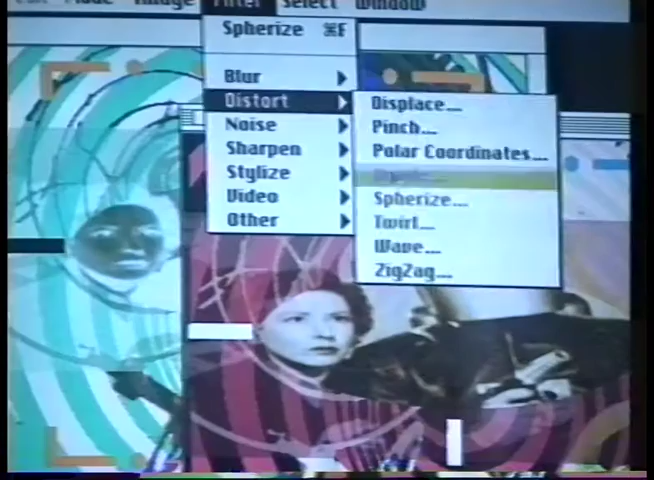 Edit Mode Image Filter Select Window
Spherize ⌘F
Blur
Distort
Noise
Sharpen
Stylize
Video
Other
Displace...
Pinch...
Polar Coordinates...
Spherize...
Twirl...
Wave...
ZigZag...